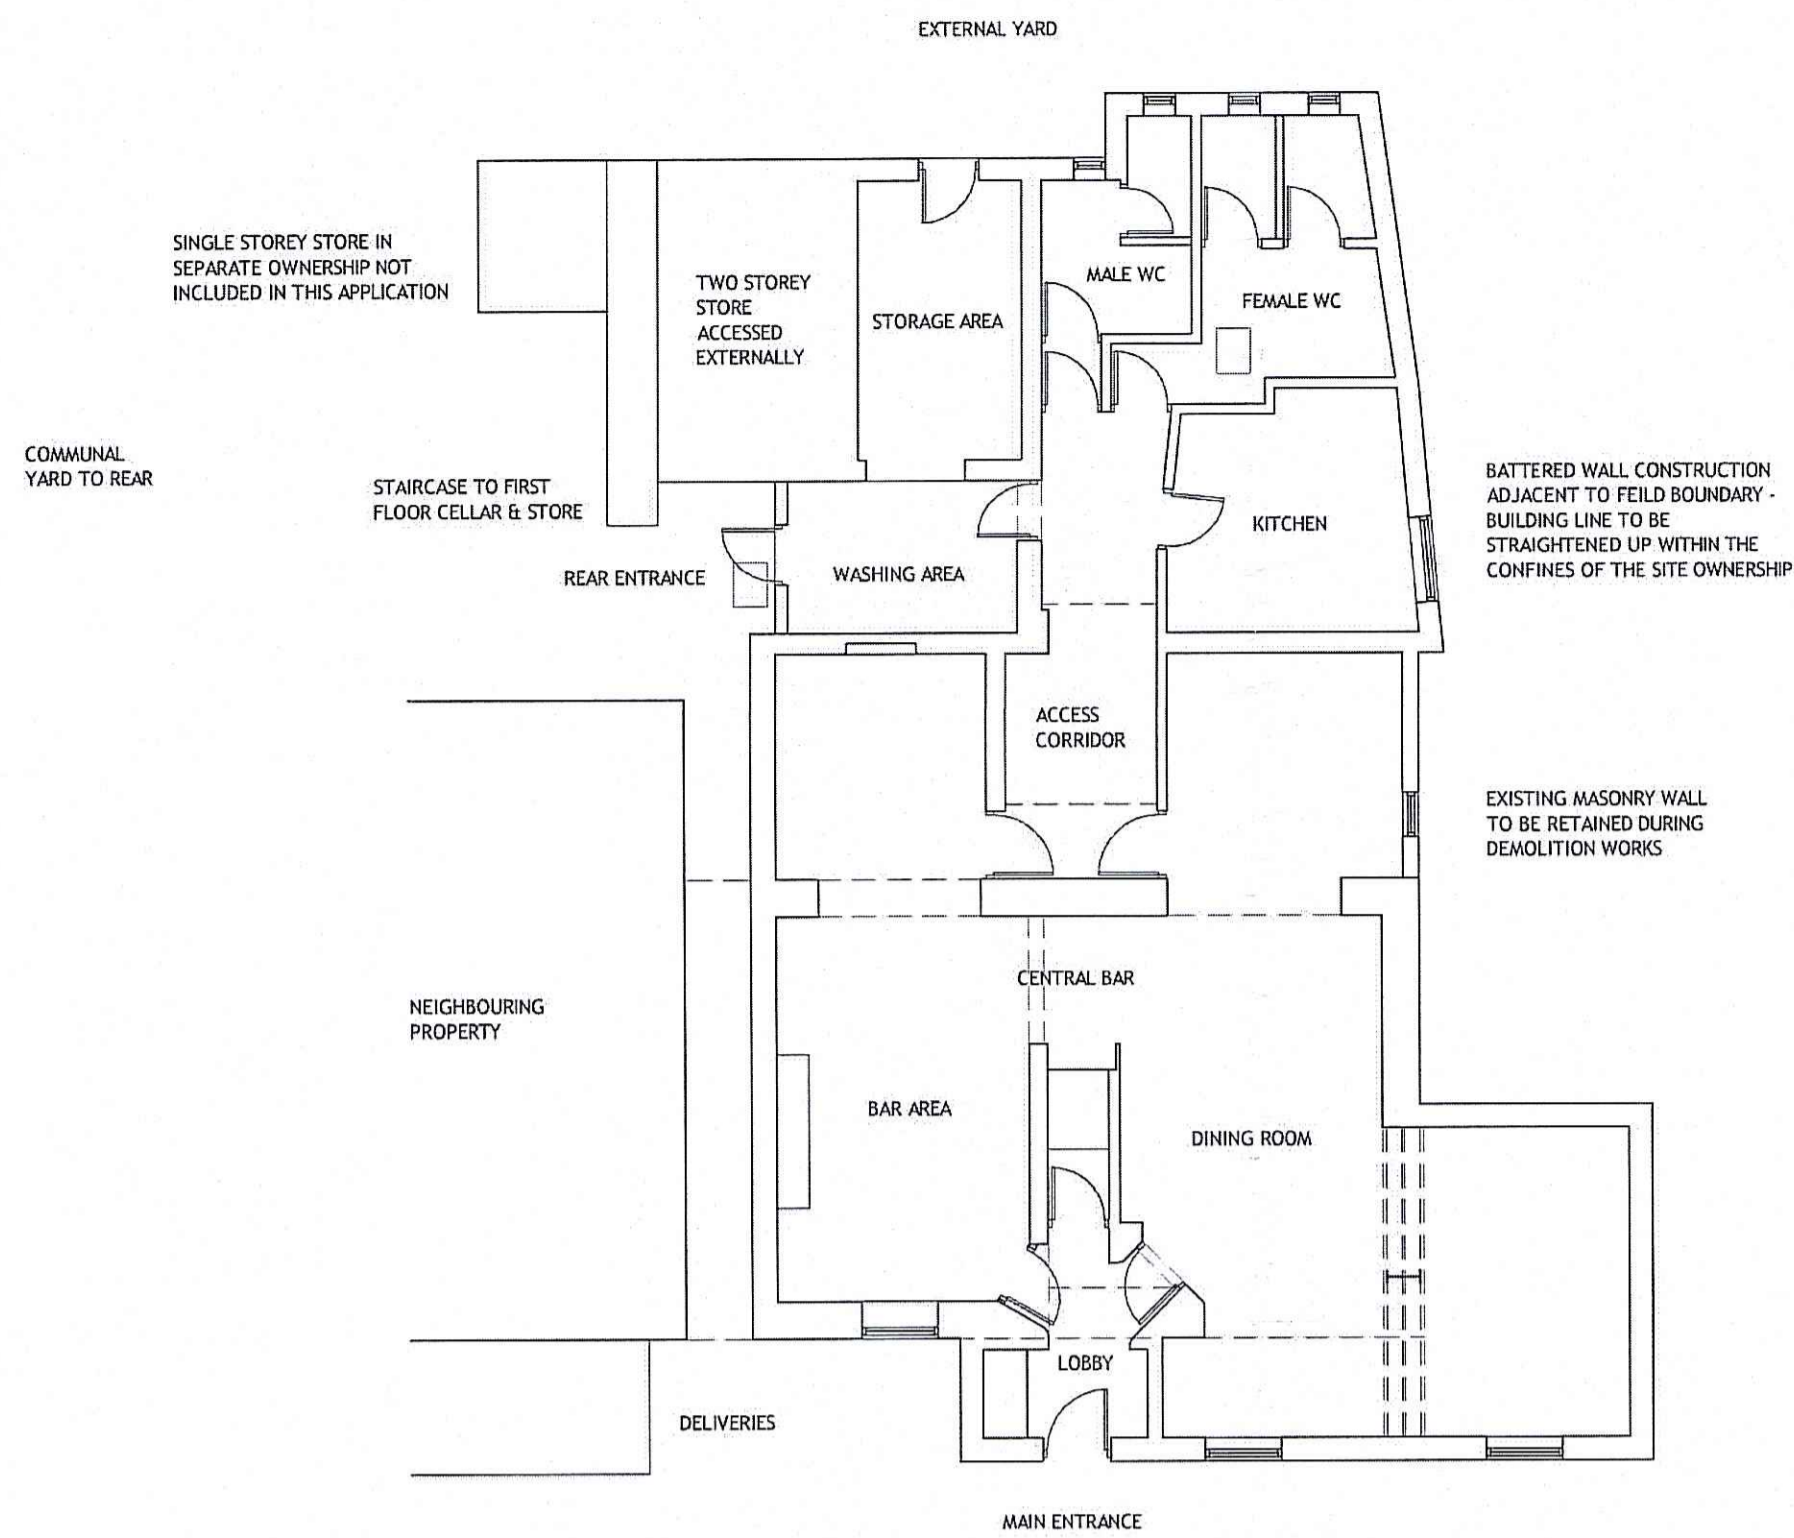 EXTERNAL YARD
SINGLE STOREY STORE IN
SEPARATE OWNERSHIP NOT
INCLUDED IN THIS APPLICATION
TWO STOREY
STORE
ACCESSED
EXTERNALLY
STORAGE AREA
MALE WC
FEMALE WC
COMMUNAL
YARD TO REAR
STAIRCASE TO FIRST
FLOOR CELLAR & STORE
BATTERED WALL CONSTRUCTION
ADJACENT TO FEILD BOUNDARY -
BUILDING LINE TO BE
STRAIGHTENED UP WITHIN THE
CONFINES OF THE SITE OWNERSHIP
KITCHEN
REAR ENTRANCE
WASHING AREA
ACCESS
CORRIDOR
EXISTING MASONRY WALL
TO BE RETAINED DURING
DEMOLITION WORKS
CENTRAL BAR
NEIGHBOURING
PROPERTY
BAR AREA
DINING ROOM
LOBBY
DELIVERIES
MAIN ENTRANCE